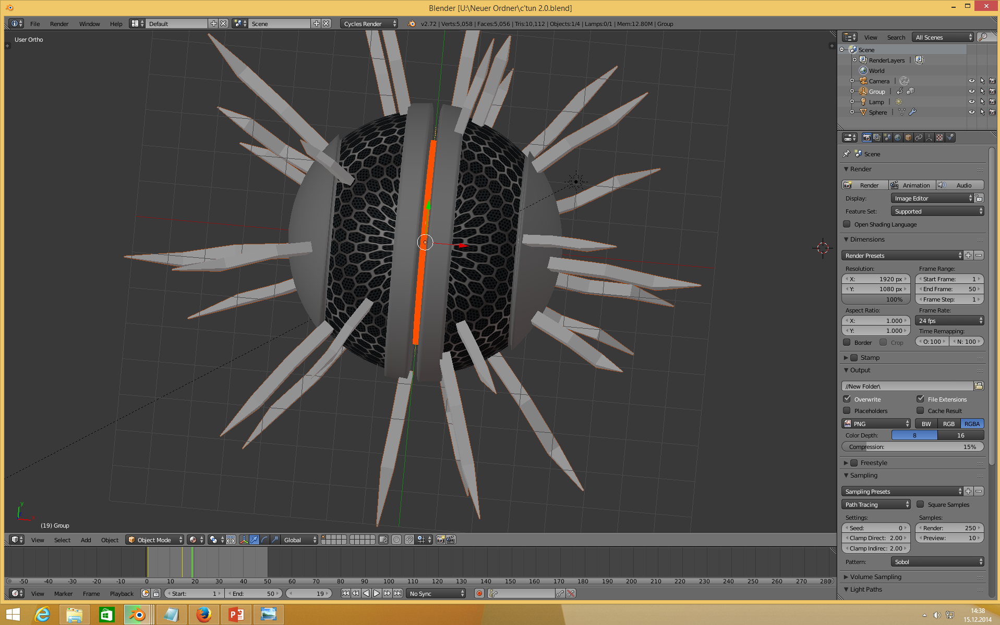 Blender [U:\Neuer Ordner\c'tun 2.0.blend]
File Render Window Help Default Scene Cycles Render v2.72 | Verts:5,058 | Faces:5,056 | Tris:10,112 | Objects:1/4 | Lamps:0/1 | Mem:12.80M | Group
User Ortho
View Search All Scenes
Scene
RenderLayers
World
Camera
Group
Lamp
Sphere
Scene
Render
Render Animation Audio
Display: Image Editor
Feature Set: Supported
Open Shading Language
Dimensions
Render Presets
Resolution: Frame Range:
X: 1920 px Start Frame: 1
Y: 1080 px End Frame: 50
100% Frame Step: 1
Aspect Ratio: Frame Rate:
X: 1.000 24 fps
Y: 1.000 Time Remapping:
Border Crop O:100 N: 100
Stamp
Output
//New Folder\
Overwrite File Extensions
Placeholders Cache Result
PNG BW RGB RGBA
Color Depth: 8 16
Compression: 15%
Freestyle
Sampling
Sampling Presets
Path Tracing Square Samples
Settings: Samples:
Seed: 0 Render: 250
Clamp Direct: 2.00 Preview: 10
Clamp Indirec: 2.00
Pattern: Sobol
Volume Sampling
Light Paths
y
(19) Group
View Select Add Object Object Mode Global
-50 -40 -30 -20 -10 0 10 20 30 40 50 60 70 80 90 100 110 120 130 140 150 160 170 180 190 200 210 220 230 240 250 260 270 280
View Marker Frame Playback Start: 1 End: 50 19 No Sync
14:38
15.12.2014